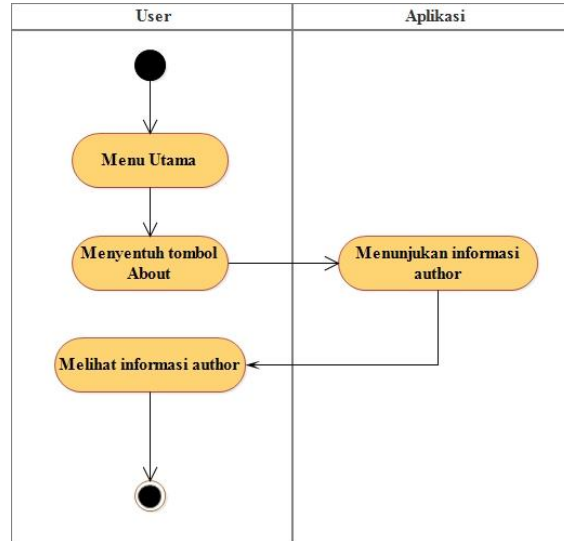 User
Aplikasi
Menu Utama
Menyentuh tombol
About
Menunjukan informasi
author
Melihat informasi author